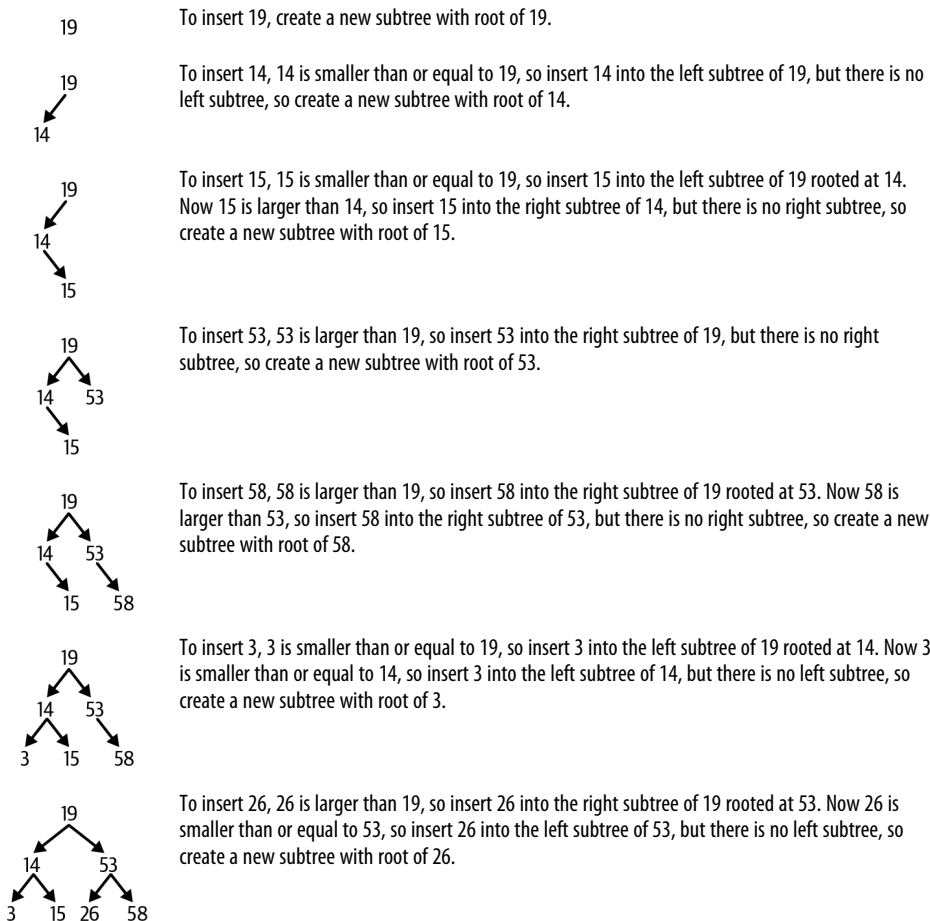 19
To insert 19, create a new subtree with root of 19.
19
14
To insert 14, 14 is smaller than or equal to 19, so insert 14 into the left subtree of 19, but there is no
left subtree, so create a new subtree with root of 14.
19
14
15
To insert 15, 15 is smaller than or equal to 19, so insert 15 into the left subtree of 19 rooted at 14.
Now 15 is larger than 14, so insert 15 into the right subtree of 14, but there is no right subtree, so
create a new subtree with root of 15.
19
14 53
15
To insert 53, 53 is larger than 19, so insert 53 into the right subtree of 19, but there is no right
subtree, so create a new subtree with root of 53.
19
14 53
15 58
To insert 58, 58 is larger than 19, so insert 58 into the right subtree of 19 rooted at 53. Now 58 is
larger than 53, so insert 58 into the right subtree of 53, but there is no right subtree, so create a new
subtree with root of 58.
19
14 53
3 15 58
To insert 3, 3 is smaller than or equal to 19, so insert 3 into the left subtree of 19 rooted at 14. Now 3
is smaller than or equal to 14, so insert 3 into the left subtree of 14, but there is no left subtree, so
create a new subtree with root of 3.
19
14 53
3 15 26 58
To insert 26, 26 is larger than 19, so insert 26 into the right subtree of 19 rooted at 53. Now 26 is
smaller than or equal to 53, so insert 26 into the left subtree of 53, but there is no left subtree, so
create a new subtree with root of 26.